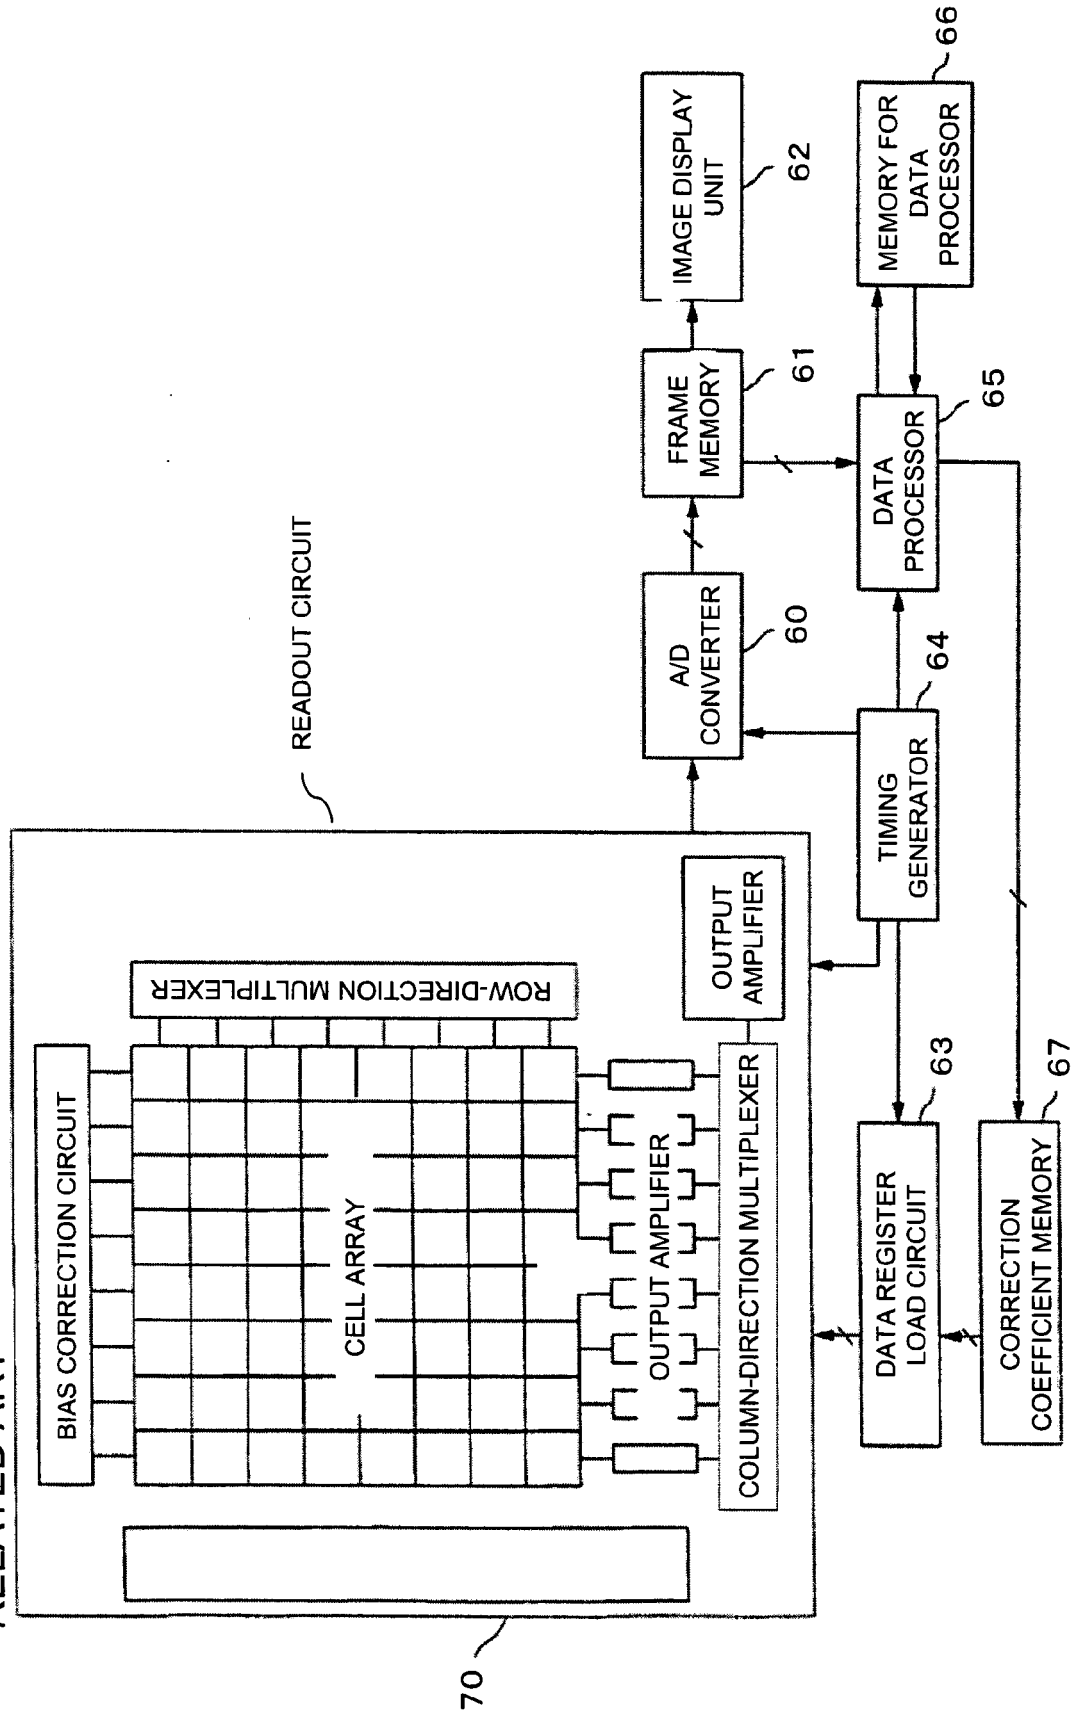 RELATED ART
READOUT CIRCUIT
70
BIAS CORRECTION CIRCUIT
CELL ARRAY
ROW-DIRECTION MULTIPLEXER
OUTPUT AMPLIFIER
COLUMN-DIRECTION MULTIPLEXER
OUTPUT
AMPLIFIER
A/D
CONVERTER
60
FRAME
MEMORY
61
IMAGE DISPLAY
UNIT
62
DATA REGISTER
LOAD CIRCUIT
63
TIMING
GENERATOR
64
DATA
PROCESSOR
65
MEMORY FOR
DATA
PROCESSOR
66
CORRECTION
COEFFICIENT MEMORY
67